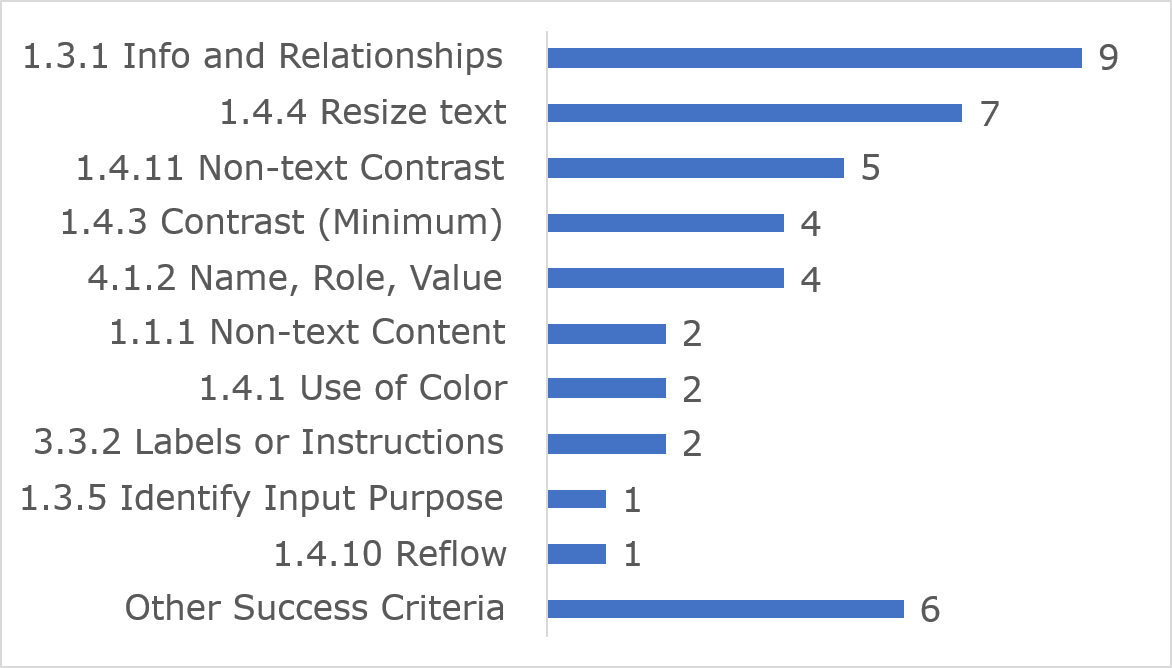 1.3.1 Info and Relationships 9
1.4.4 Resize text 7
1.4.11 Non-text Contrast 5
1.4.3 Contrast (Minimum) 4
4.1.2 Name, Role, Value 4
1.1.1 Non-text Content 2
1.4.1 Use of Color 2
3.3.2 Labels or Instructions 2
1.3.5 Identify Input Purpose 1
1.4.10 Reflow 1
Other Success Criteria 6